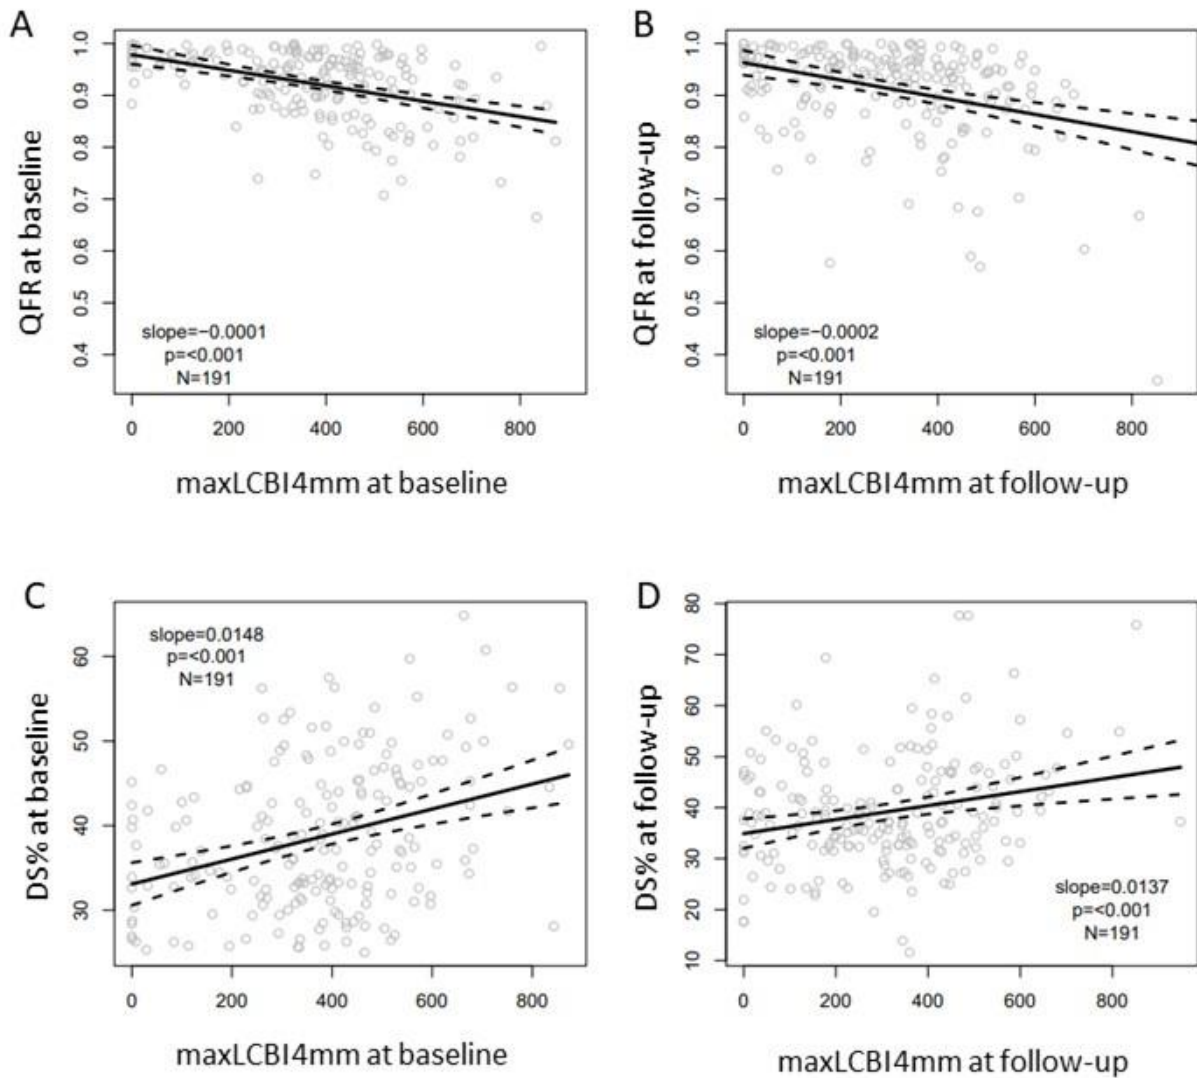 A
B
QFR at baseline
1.0
0.9
0.8
0.7
0.6
0.5
0.4
slope=−0.0001
p=<0.001
N=191
0 200 400 600 800
maxLCBI4mm at baseline
QFR at follow-up
1.0
0.9
0.8
0.7
0.6
0.5
0.4
slope=−0.0002
p=<0.001
N=191
0 200 400 600 800
maxLCBI4mm at follow-up
C
D
DS% at baseline
60
50
40
30
slope=0.0148
p=<0.001
N=191
0 200 400 600 800
maxLCBI4mm at baseline
DS% at follow-up
80
70
60
50
40
30
20
10
slope=0.0137
p=<0.001
N=191
0 200 400 600 800
maxLCBI4mm at follow-up